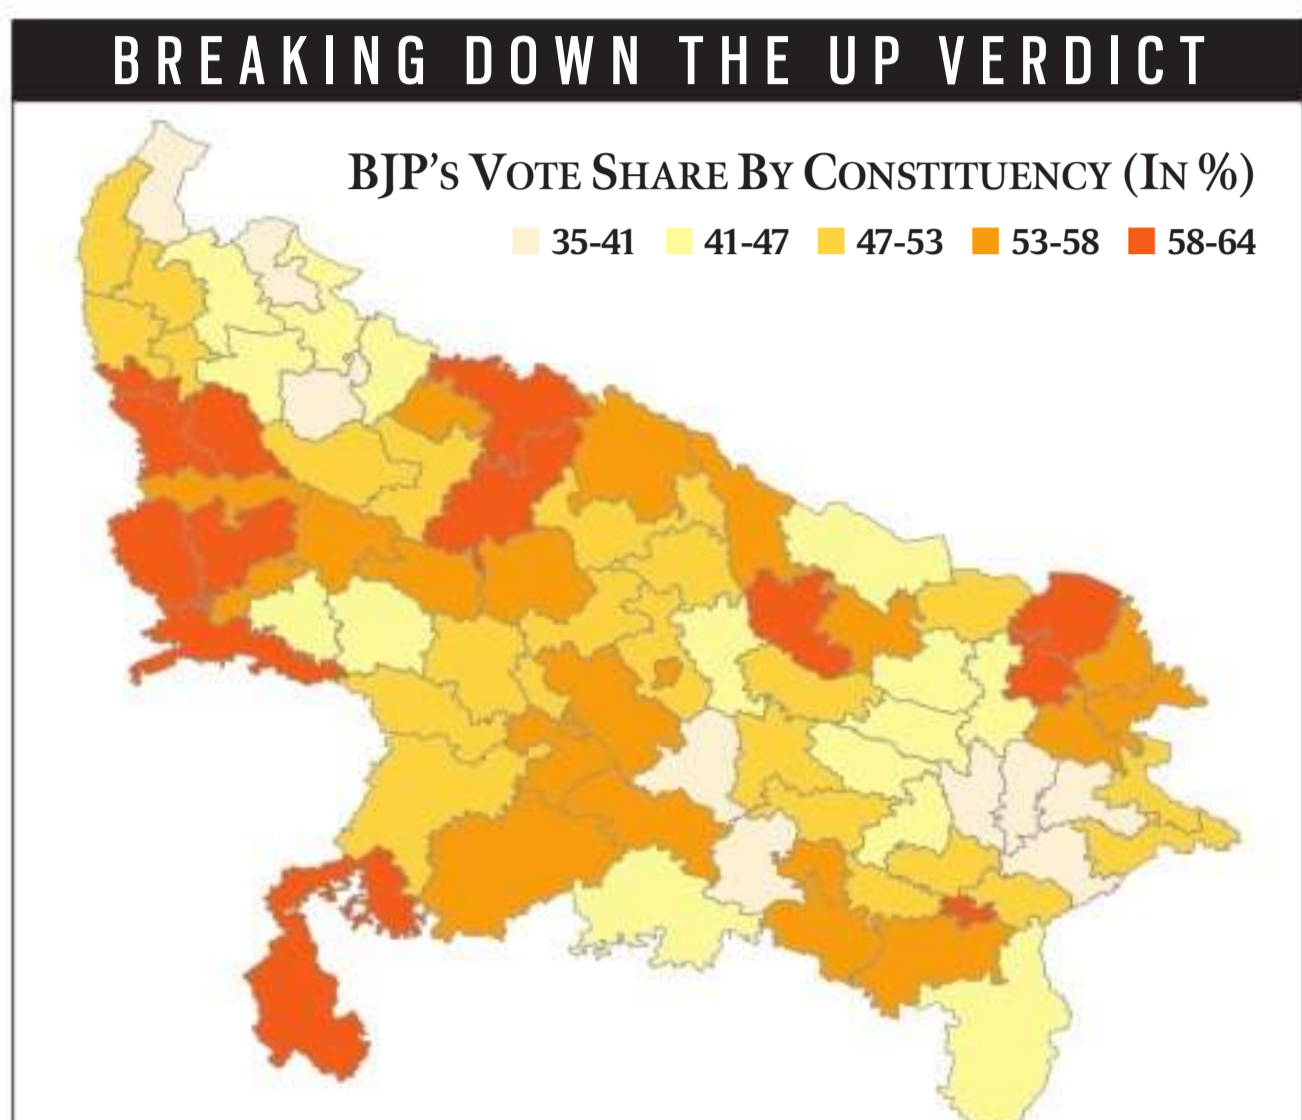 BREAKING DOWN THE UP VERDICT
BJP's Vote Share By Constituency (In %)
35-41 41-47 47-53 53-58 58-64